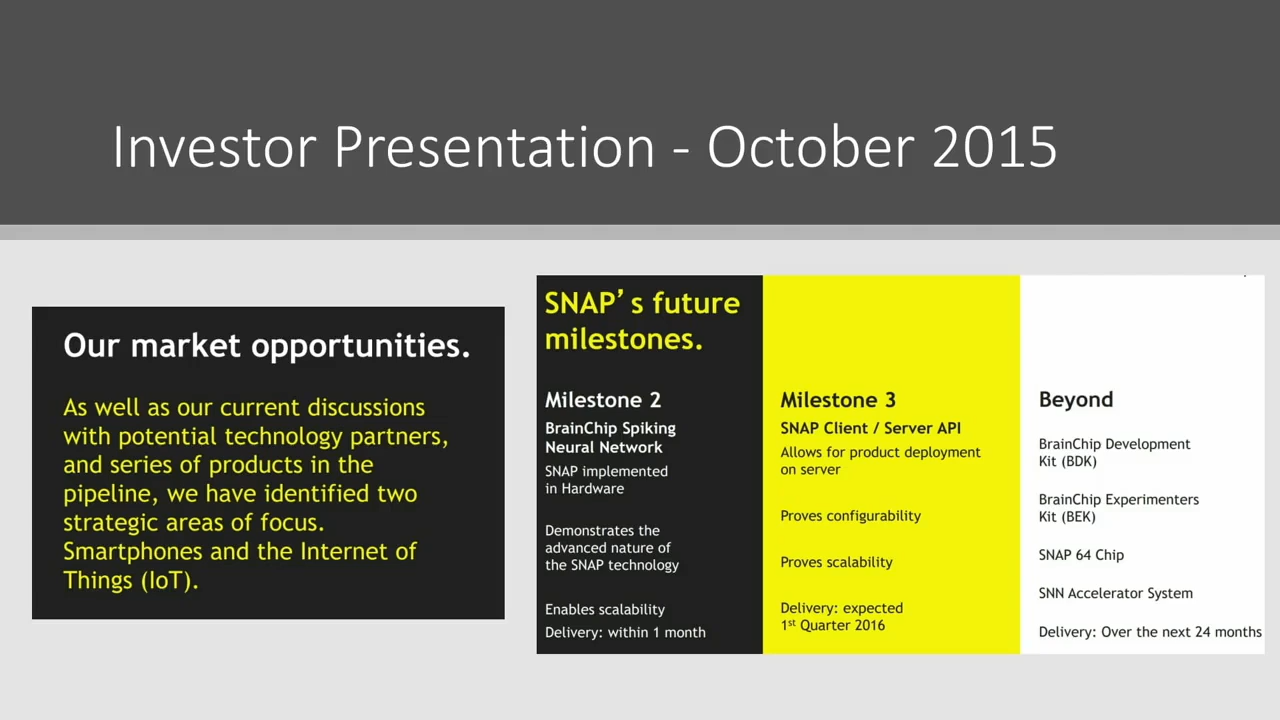 Investor Presentation - October 2015
Our market opportunities.
As well as our current discussions
with potential technology partners,
and series of products in the
pipeline, we have identified two
strategic areas of focus.
Smartphones and the Internet of
Things (IoT).
SNAP’s future
milestones.
Milestone 2
BrainChip Spiking
Neural Network
SNAP implemented
in Hardware
Demonstrates the
advanced nature of
the SNAP technology
Enables scalability
Delivery: within 1 month
Milestone 3
SNAP Client / Server API
Allows for product deployment
on server
Proves configurability
Proves scalability
Delivery: expected
1st Quarter 2016
Beyond
BrainChip Development
Kit (BDK)
BrainChip Experimenters
Kit (BEK)
SNAP 64 Chip
SNN Accelerator System
Delivery: Over the next 24 months